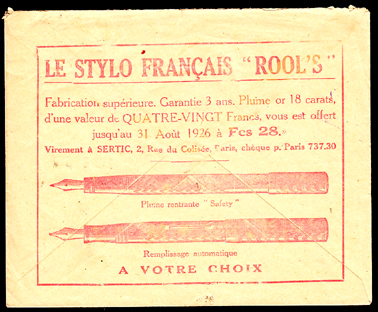 LE STYLO FRANÇAIS "ROOL'S"
Fabrication supérieure. Garantie 3 ans. Plume or 18 carats,
d'une valeur de QUATRE-VINGT Francs, vous est offert
jusqu'au 31 Août 1926 à Fcs 28.»
Virement à SERTIC, 2, Rue du Colisée, Paris, chèque p. Paris 737.30
Plume rentrante "Safety"
Remplissage automatique
A VOTRE CHOIX